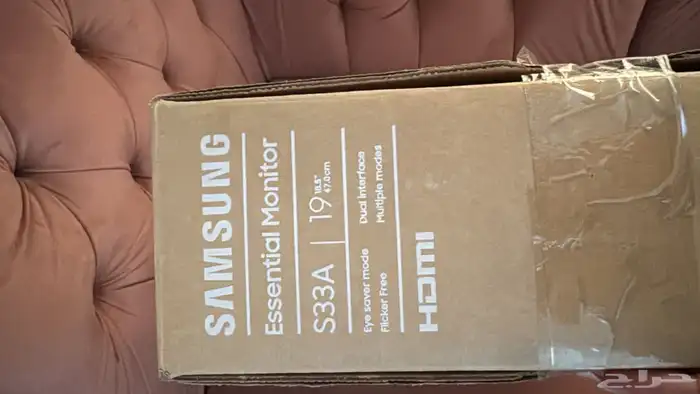 SAMSUNG
Essential Monitor
S33A | 19 18.5"
47.0cm
Eye saver mode Dual Interface
Flicker Free Multiple modes
HDMI
حراج